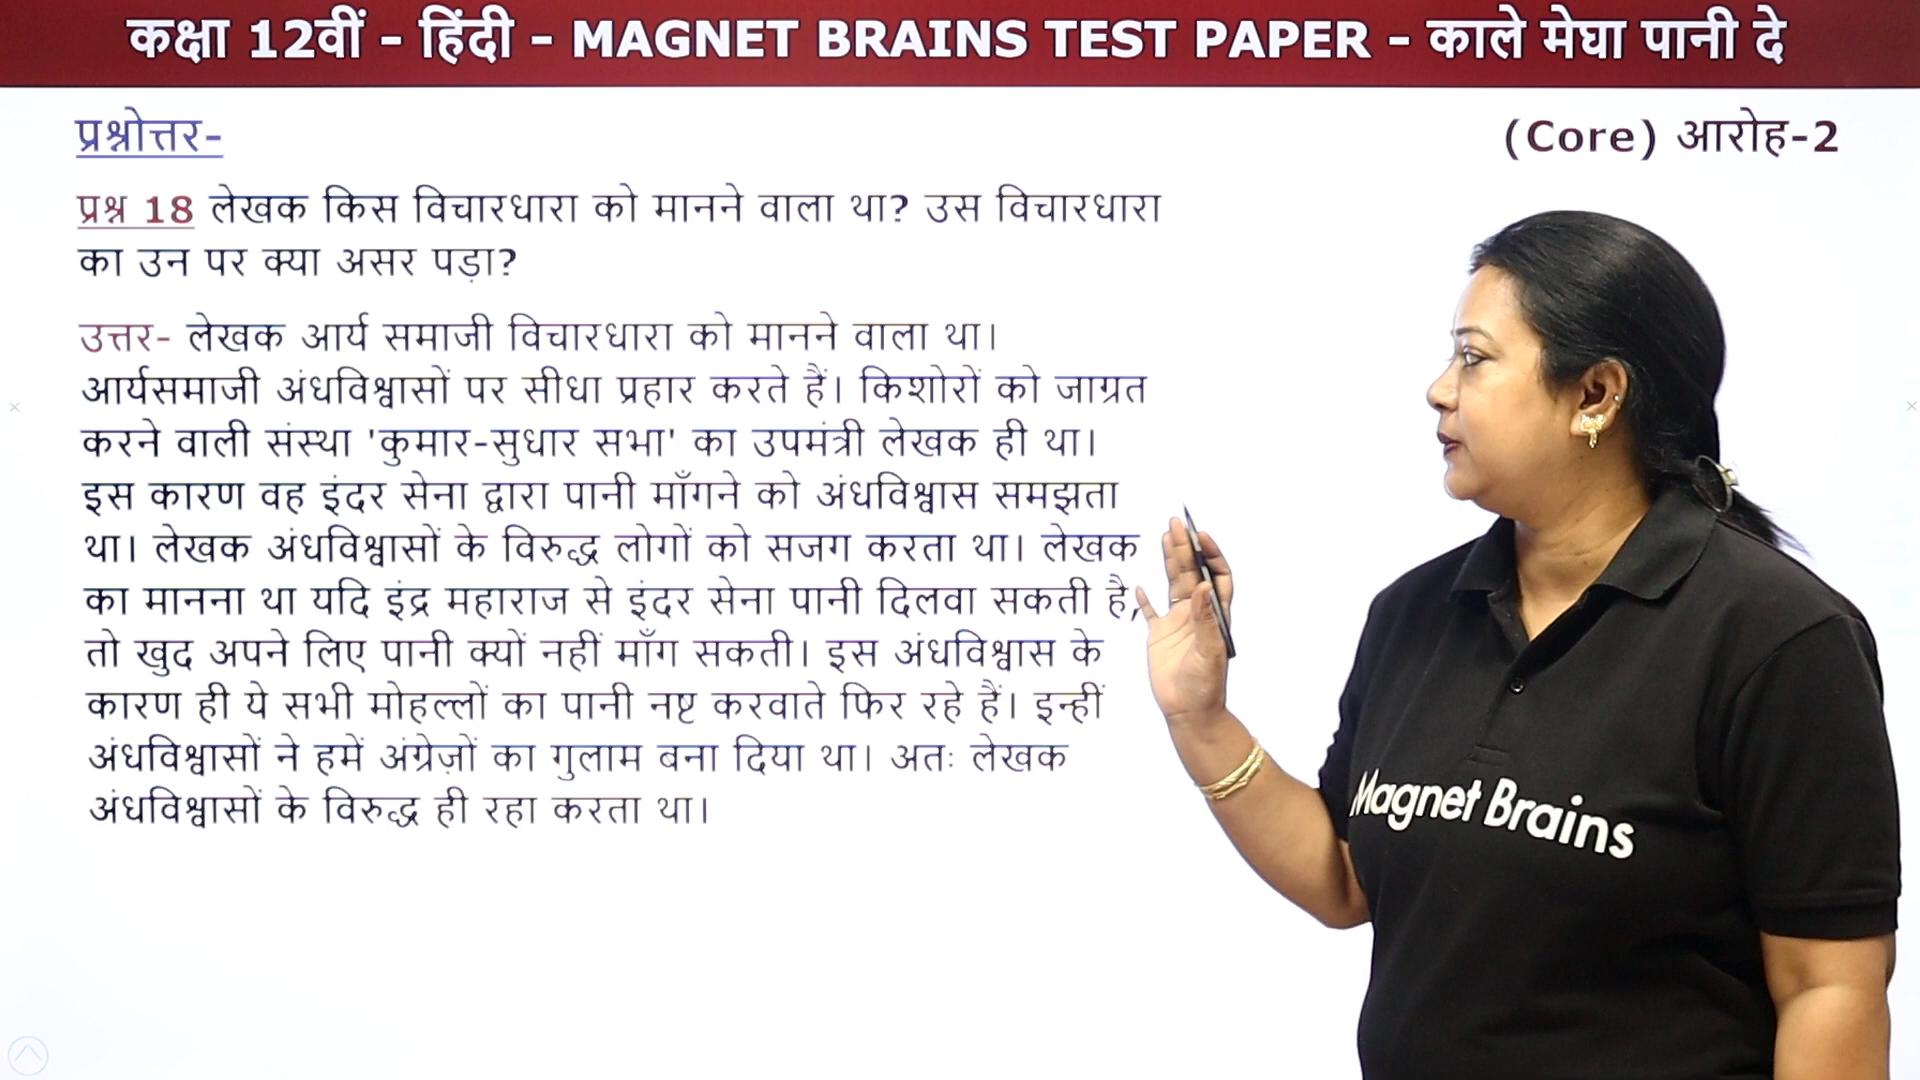 कक्षा 12वीं - हिंदी - MAGNET BRAINS TEST PAPER - काले मेघा पानी दे
प्रश्नोत्तर-
(Core) आरोह-2
प्रश्न 18 लेखक किस विचारधारा को मानने वाला था? उस विचारधारा
का उन पर क्या असर पड़ा?
उत्तर- लेखक आर्य समाजी विचारधारा को मानने वाला था।
आर्यसमाजी अंधविश्वासों पर सीधा प्रहार करते हैं। किशोरों को जाग्रत
करने वाली संस्था 'कुमार-सुधार सभा' का उपमंत्री लेखक ही था।
इस कारण वह इंदर सेना द्वारा पानी माँगने को अंधविश्वास समझता
था। लेखक अंधविश्वासों के विरुद्ध लोगों को सजग करता था। लेखक
का मानना था यदि इंद्र महाराज से इंदर सेना पानी दिलवा सकती है,
तो खुद अपने लिए पानी क्यों नहीं माँग सकती। इस अंधविश्वास के
कारण ही ये सभी मोहल्लों का पानी नष्ट करवाते फिर रहे हैं। इन्हीं
अंधविश्वासों ने हमें अंग्रेज़ों का गुलाम बना दिया था। अतः लेखक
अंधविश्वासों के विरुद्ध ही रहा करता था।
Magnet Brains